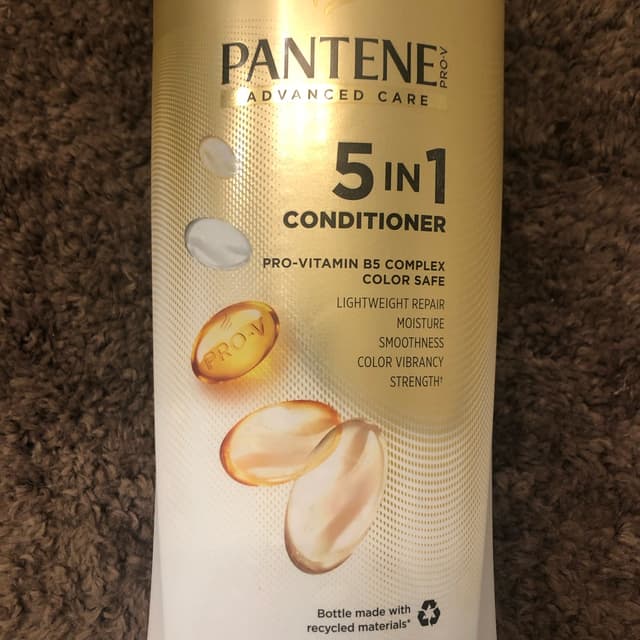 PANTENE
PRO-V
ADVANCED CARE
5 IN 1
CONDITIONER
PRO-VITAMIN B5 COMPLEX
COLOR SAFE
LIGHTWEIGHT REPAIR
MOISTURE
SMOOTHNESS
COLOR VIBRANCY
STRENGTH†
PRO-V
Bottle made with
recycled materials*